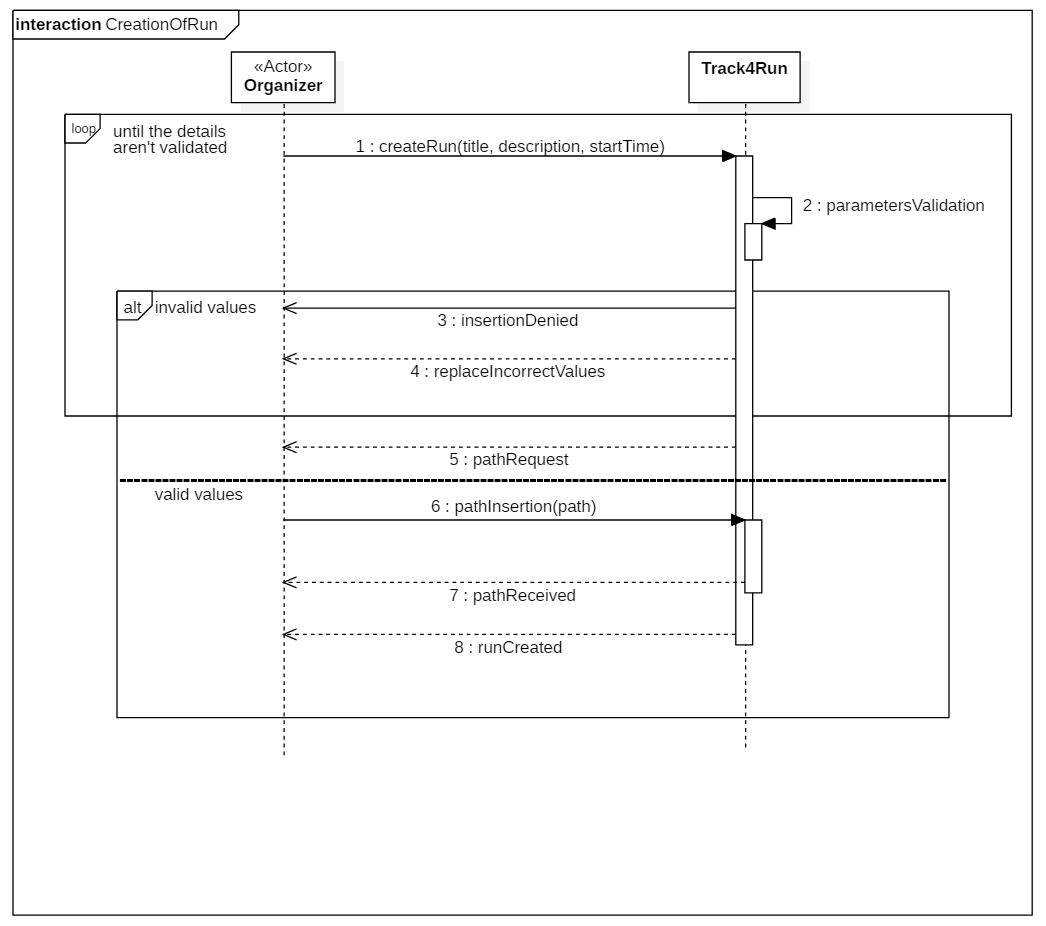 interaction CreationOfRun
«Actor»
Organizer
Track4Run
loop
until the details
aren't validated
1 : createRun(title, description, startTime)
2 : parametersValidation
alt
invalid values
3 : insertionDenied
4 : replaceIncorrectValues
5 : pathRequest
valid values
6 : pathInsertion(path)
7 : pathReceived
8 : runCreated